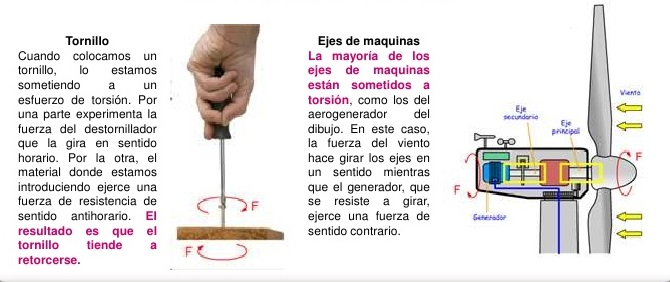 Tornillo
Cuando colocamos un
tornillo, lo estamos
sometiendo a un
esfuerzo de torsión. Por
una parte experimenta la
fuerza del destornillador
que la gira en sentido
horario. Por la otra, el
material donde estamos
introduciendo ejerce una
fuerza de resistencia de
sentido antihorario. El
resultado es que el
tornillo tiende a
retorcerse.
F
F
Ejes de maquinas
La mayoría de los
ejes de maquinas
están sometidos a
torsión, como los del
aerogenerador del
dibujo. En este caso,
la fuerza del viento
hace girar los ejes en
un sentido mientras
que el generador, que
se resiste a girar,
ejerce una fuerza de
sentido contrario.
Viento
Eje
secundario
Eje
principal
F
F
Generador